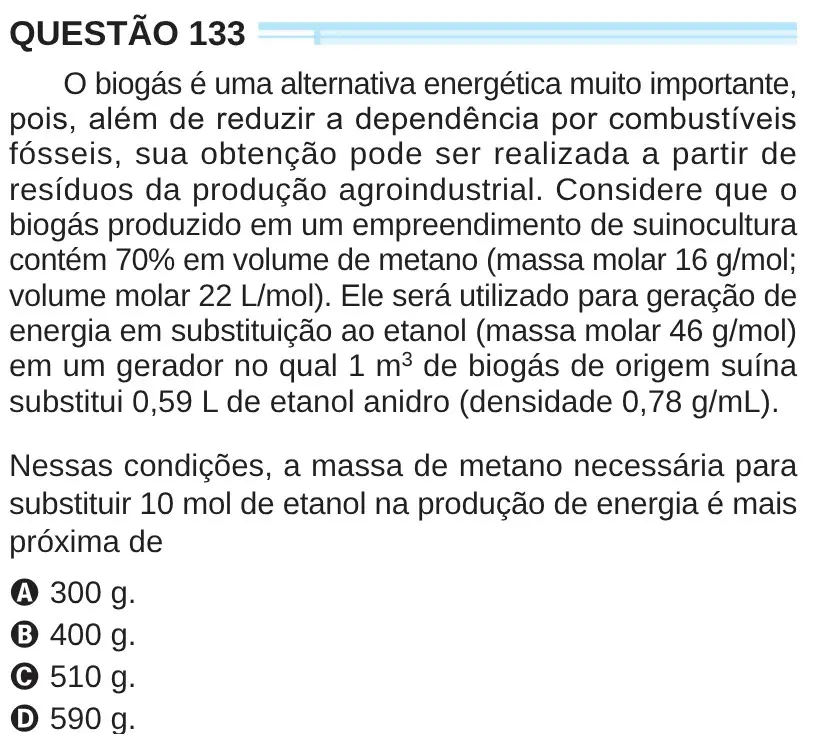 QUESTÃO 133
O biogás é uma alternativa energética muito importante,
pois, além de reduzir a dependência por combustíveis
fósseis, sua obtenção pode ser realizada a partir de
resíduos da produção agroindustrial. Considere que o
biogás produzido em um empreendimento de suinocultura
contém 70% em volume de metano (massa molar 16 g/mol;
volume molar 22 L/mol). Ele será utilizado para geração de
energia em substituição ao etanol (massa molar 46 g/mol)
em um gerador no qual 1 m³ de biogás de origem suína
substitui 0,59 L de etanol anidro (densidade 0,78 g/mL).
Nessas condições, a massa de metano necessária para
substituir 10 mol de etanol na produção de energia é mais
próxima de
A 300 g.
B 400 g.
C 510 g.
D 590 g.